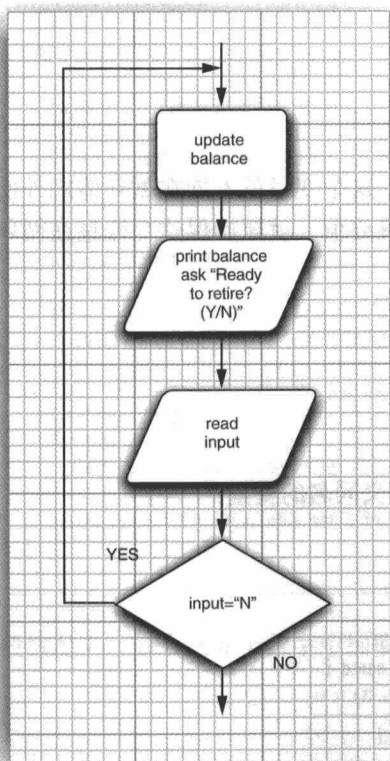 update
balance
print balance
ask “Ready
to retire?
(Y/N)”
read
input
YES
input=“N”
NO